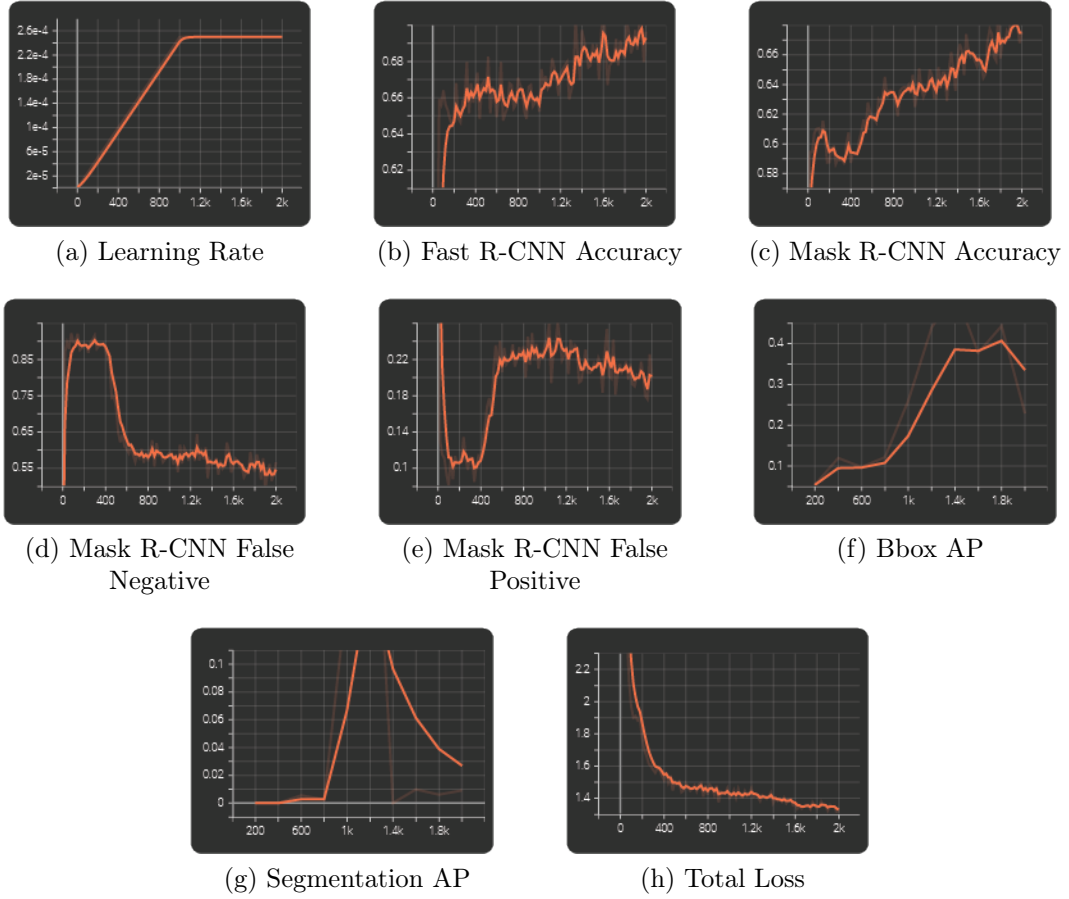 2.6e-4
2.2e-4
1.8e-4
1.4e-4
1e-4
6e-5
2e-5
0 400 800 1.2k 1.6k 2k
(a) Learning Rate
0.68
0.66
0.64
0.62
0 400 800 1.2k 1.6k 2k
(b) Fast R-CNN Accuracy
0.66
0.64
0.62
0.6
0.58
0 400 800 1.2k 1.6k 2k
(c) Mask R-CNN Accuracy
0.85
0.75
0.65
0.55
0 400 800 1.2k 1.6k 2k
(d) Mask R-CNN False
Negative
0.22
0.18
0.14
0.1
0 400 800 1.2k 1.6k 2k
(e) Mask R-CNN False
Positive
0.4
0.3
0.2
0.1
200 600 1k 1.4k 1.8k
(f) Bbox AP
0.1
0.08
0.06
0.04
0.02
0
200 600 1k 1.4k 1.8k
(g) Segmentation AP
2.2
2
1.8
1.6
1.4
0 400 800 1.2k 1.6k 2k
(h) Total Loss